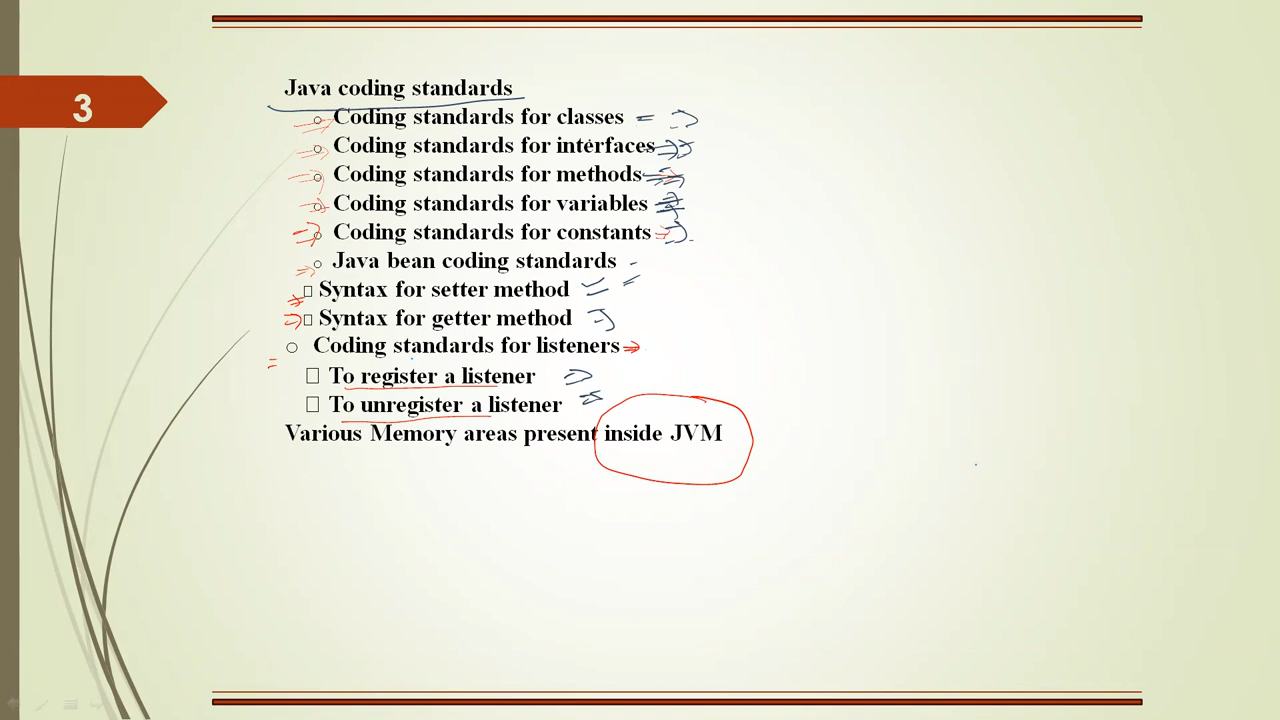 3
Java coding standards
Coding standards for classes
Coding standards for interfaces
Coding standards for methods
Coding standards for variables
Coding standards for constants
Java bean coding standards
Syntax for setter method
Syntax for getter method
Coding standards for listeners
To register a listener
To unregister a listener
Various Memory areas present inside JVM